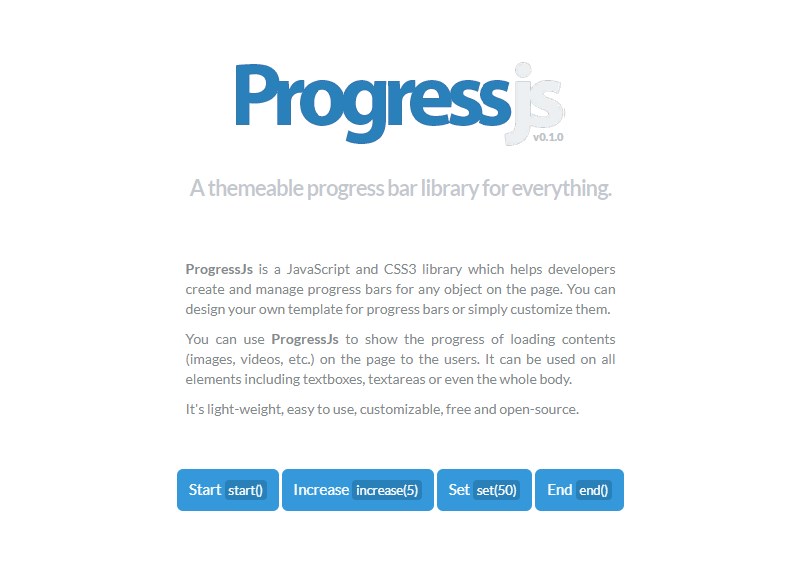 Progressjs
v0.1.0
A themeable progress bar library for everything.
ProgressJs is a JavaScript and CSS3 library which helps developers
create and manage progress bars for any object on the page. You can
design your own template for progress bars or simply customize them.
You can use ProgressJs to show the progress of loading contents
(images, videos, etc.) on the page to the users. It can be used on all
elements including textboxes, textareas or even the whole body.
It's light-weight, easy to use, customizable, free and open-source.
Start start() Increase increase(5) Set set(50) End end()